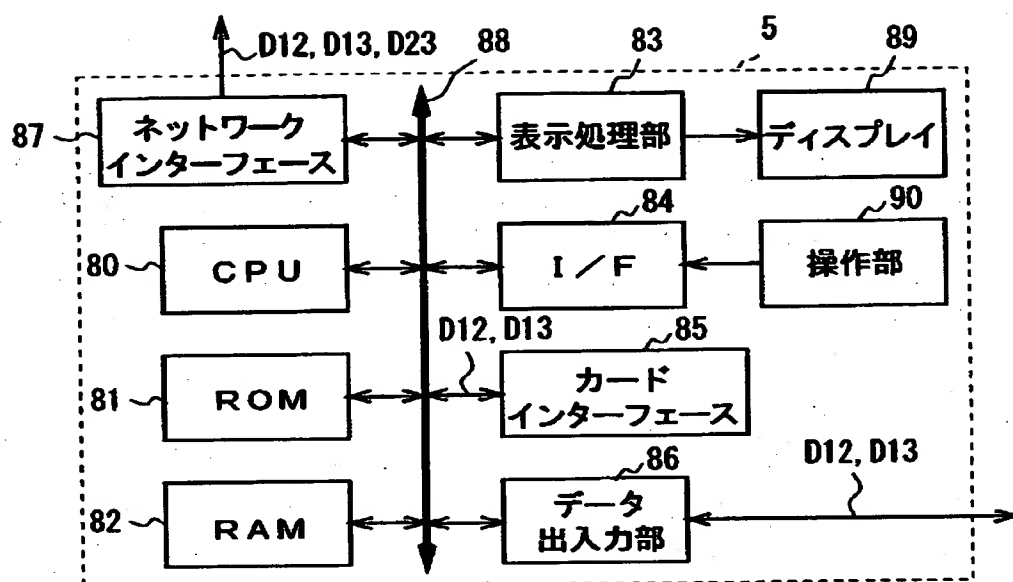 D12, D13, D23
88
83
5
89
87
ネットワーク
インターフェース
表示処理部
ディスプレイ
84
90
80
CPU
I/F
操作部
D12, D13
85
81
ROM
カード
インターフェース
86
D12, D13
82
RAM
データ
出入力部